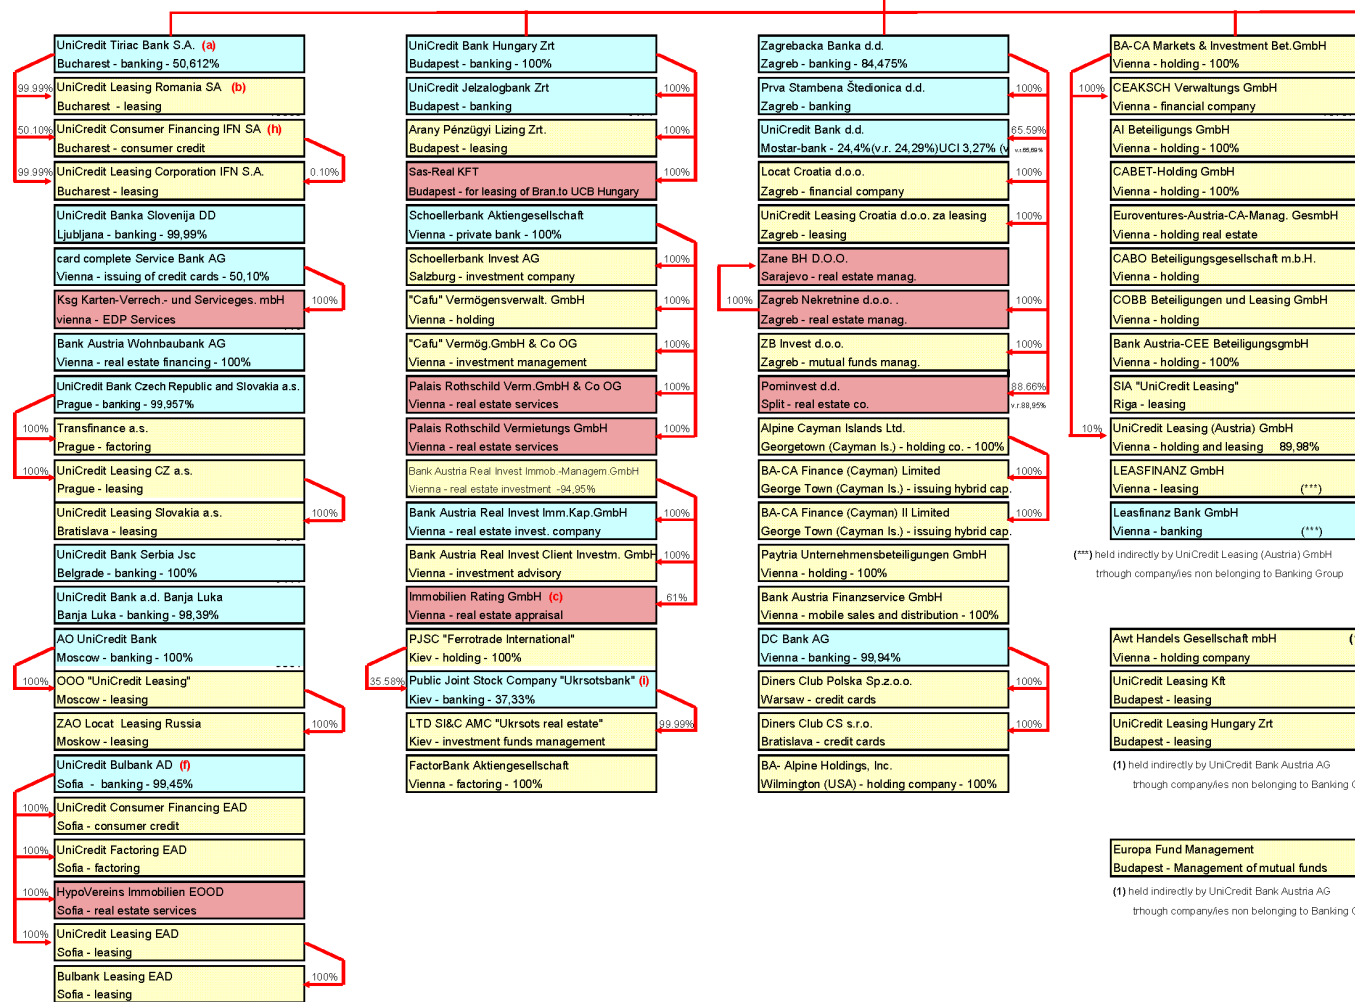 UniCredit Tiriac Bank S.A. (a)
Bucharest - banking - 50,612%
99.99%
UniCredit Leasing Romania SA (b)
Bucharest - leasing
50.10%
UniCredit Consumer Financing IFN SA (h)
Bucharest - consumer credit
99.99%
UniCredit Leasing Corporation IFN S.A.
0.10%
Bucharest - leasing
UniCredit Banka Slovenija DD
Ljubljana - banking - 99,99%
card complete Service Bank AG
Vienna - issuing of credit cards - 50,10%
Ksg Karten-Verrech.- und Serviceges. mbH
100%
vienna - EDP Services
Bank Austria Wohnbaubank AG
Vienna - real estate financing - 100%
UniCredit Bank Czech Republic and Slovakia a.s.
Prague - banking - 99,957%
100%
Transfinance a.s.
Prague - factoring
100%
UniCredit Leasing CZ a.s.
Prague - leasing
UniCredit Leasing Slovakia a.s.
100%
Bratislava - leasing
UniCredit Bank Serbia Jsc
Belgrade - banking - 100%
UniCredit Bank a.d. Banja Luka
Banja Luka - banking - 98,39%
AO UniCredit Bank
Moscow - banking - 100%
100%
OOO "UniCredit Leasing"
Moscow - leasing
ZAO Locat Leasing Russia
100%
Moskow - leasing
UniCredit Bulbank AD (f)
Sofia - banking - 99,45%
100%
UniCredit Consumer Financing EAD
Sofia - consumer credit
100%
UniCredit Factoring EAD
Sofia - factoring
100%
HypoVereins Immobilien EOOD
Sofia - real estate services
100%
UniCredit Leasing EAD
Sofia - leasing
Bulbank Leasing EAD
100%
Sofia - leasing
UniCredit Bank Hungary Zrt
Budapest - banking - 100%
UniCredit Jelzalogbank Zrt
100%
Budapest - banking
Arany Pénzügyi Lizing Zrt.
100%
Budapest - leasing
Sas-Real KFT
100%
Budapest - for leasing of Bran.to UCB Hungary
Schoellerbank Aktiengesellschaft
Vienna - private bank - 100%
Schoellerbank Invest AG
100%
Salzburg - investment company
"Cafu" Vermögensverwalt. GmbH
100%
Vienna - holding
"Cafu" Vermög.GmbH & Co OG
100%
Vienna - investment management
Palais Rothschild Verm.GmbH & Co OG
100%
Vienna - real estate services
Palais Rothschild Vermietungs GmbH
100%
Vienna - real estate services
Bank Austria Real Invest Immob.-Managem.GmbH
Vienna - real estate investment -94,95%
Bank Austria Real Invest Imm.Kap.GmbH
100%
Vienna - real estate invest. company
Bank Austria Real Invest Client Investm. GmbH
100%
Vienna - investment advisory
Immobilien Rating GmbH (c)
61%
Vienna - real estate appraisal
PJSC "Ferrotrade International"
Kiev - holding - 100%
35.58%
Public Joint Stock Company "Ukrsotsbank" (i)
Kiev - banking - 37,33%
LTD SI&C AMC "Ukrsots real estate"
99.99%
Kiev - investment funds management
FactorBank Aktiengesellschaft
Vienna - factoring - 100%
Zagrebacka Banka d.d.
Zagreb - banking - 84,475%
Prva Stambena Štedionica d.d.
100%
Zagreb - banking
UniCredit Bank d.d.
65.59%
Mostar-bank - 24,4%(v.r. 24,29%)UCI 3,27% (v
Locat Croatia d.o.o.
100%
Zagreb - financial company
UniCredit Leasing Croatia d.o.o. za leasing
100%
Zagreb - leasing
Zane BH D.O.O.
Sarajevo - real estate manag.
100%
Zagreb Nekretnine d.o.o. .
100%
Zagreb - real estate manag.
ZB Invest d.o.o.
100%
Zagreb - mutual funds manag.
Pominvest d.d.
88.66%
Split - real estate co.
v.r.88,95%
Alpine Cayman Islands Ltd.
Georgetown (Cayman Is.) - holding co. - 100%
BA-CA Finance (Cayman) Limited
100%
George Town (Cayman Is.) - issuing hybrid cap.
BA-CA Finance (Cayman) II Limited
100%
George Town (Cayman Is.) - issuing hybrid cap.
Paytria Unternehmensbeteiligungen GmbH
Vienna - holding - 100%
Bank Austria Finanzservice GmbH
Vienna - mobile sales and distribution - 100%
DC Bank AG
Vienna - banking - 99,94%
Diners Club Polska Sp.z.o.o.
100%
Warsaw - credit cards
Diners Club CS s.r.o.
100%
Bratislava - credit cards
BA- Alpine Holdings, Inc.
Wilmington (USA) - holding company - 100%
BA-CA Markets & Investment Bet.GmbH
Vienna - holding - 100%
100%
CEAKSCH Verwaltungs GmbH
Vienna - financial company
AI Beteiligungs GmbH
Vienna - holding - 100%
CABET-Holding GmbH
Vienna - holding - 100%
Euroventures-Austria-CA-Manag. GesmbH
Vienna - holding real estate
CABO Beteiligungsgesellschaft m.b.H.
Vienna - holding
COBB Beteiligungen und Leasing GmbH
Vienna - holding
Bank Austria-CEE BeteiligungsgmbH
Vienna - holding - 100%
SIA "UniCredit Leasing"
Riga - leasing
10%
UniCredit Leasing (Austria) GmbH
Vienna - holding and leasing 89,98%
LEASFINANZ GmbH
Vienna - leasing (***)
Leasfinanz Bank GmbH
Vienna - banking (***)
(***) held indirectly by UniCredit Leasing (Austria) GmbH
trhough company/ies non belonging to Banking Group
Awt Handels Gesellschaft mbH (
Vienna - holding company
UniCredit Leasing Kft
Budapest - leasing
UniCredit Leasing Hungary Zrt
Budapest - leasing
(1) held indirectly by UniCredit Bank Austria AG
trhough company/ies non belonging to Banking
Europa Fund Management
Budapest - Management of mutual funds
(1) held indirectly by UniCredit Bank Austria AG
trhough company/ies non belonging to Banking